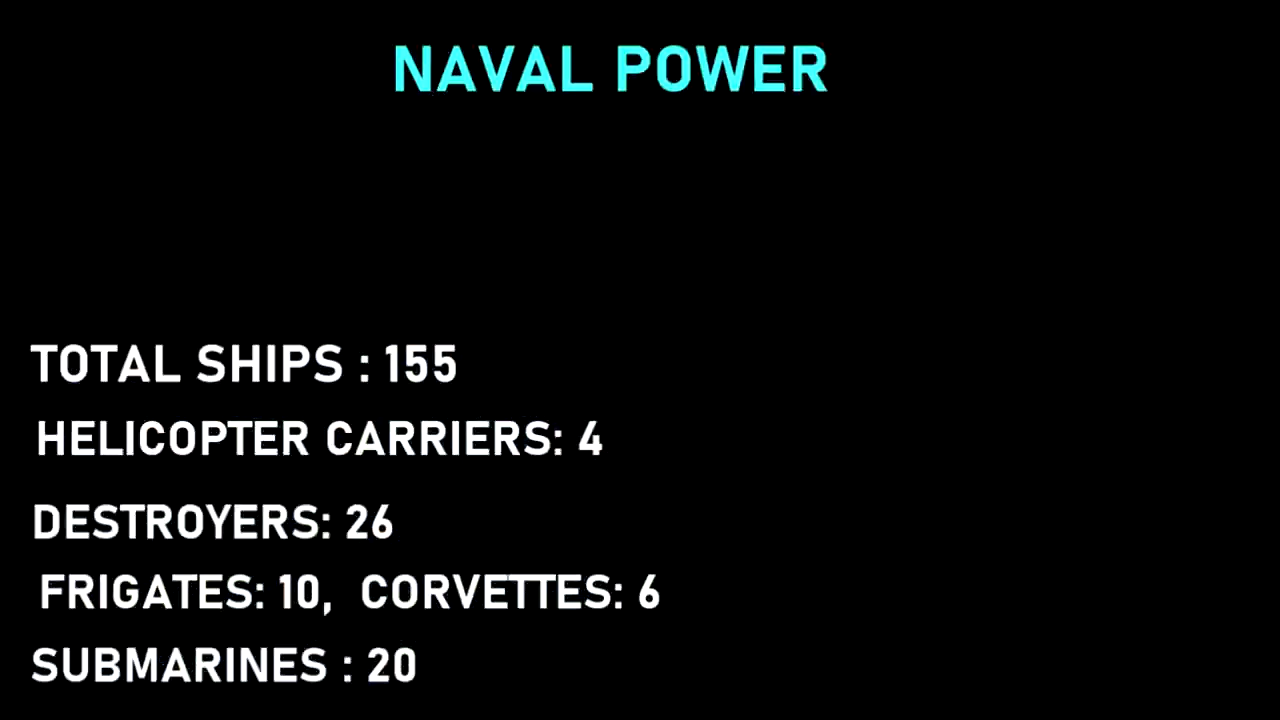 NAVAL POWER
TOTAL SHIPS : 155
HELICOPTER CARRIERS: 4
DESTROYERS: 26
FRIGATES: 10, CORVETTES: 6
SUBMARINES : 20